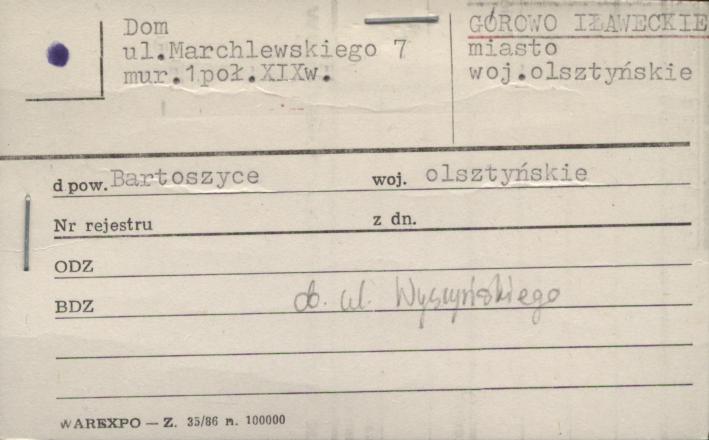 Dom
ul.Marchlewskiego 7
mur.1poł.XIXw.
GÓROWO IŁAWECKIE
miasto
woj.olsztyńskie
d pow. Bartoszyce woj. olsztyńskie
Nr rejestru z dn.
ODZ
BDZ ob. ul. Wyszyńskiego
WAREXPO — Z. 35/86 n. 100000